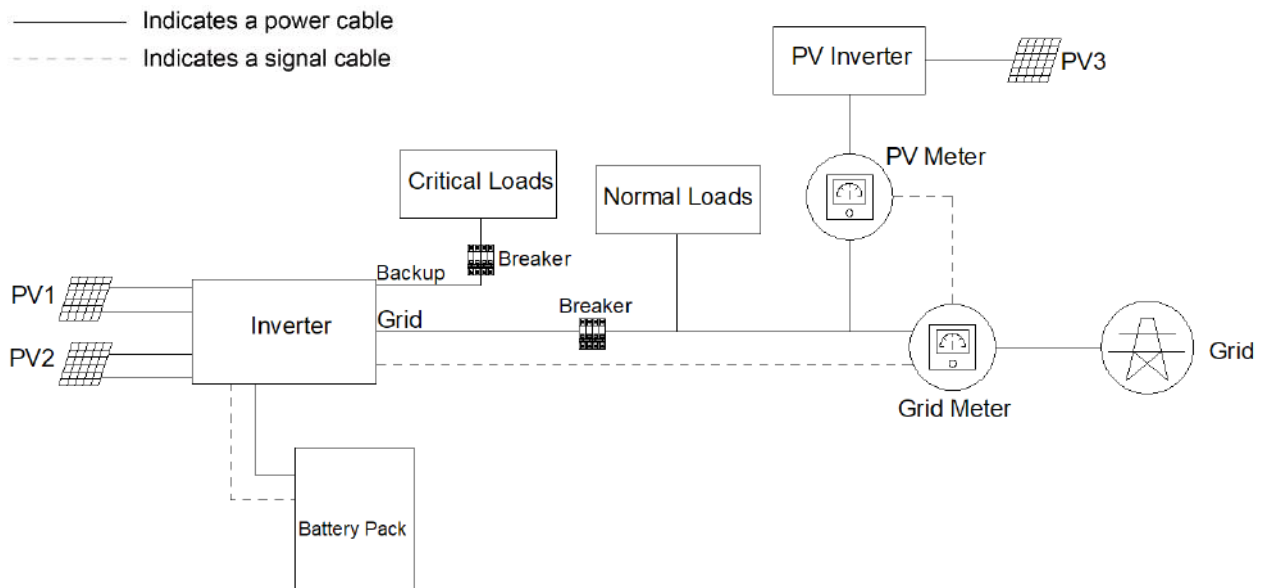 Indicates a power cable
Indicates a signal cable
PV Inverter
PV3
PV Meter
Critical Loads
Normal Loads
Breaker
Backup
PV1
Inverter
Grid
Breaker
PV2
Grid
Grid Meter
Battery Pack